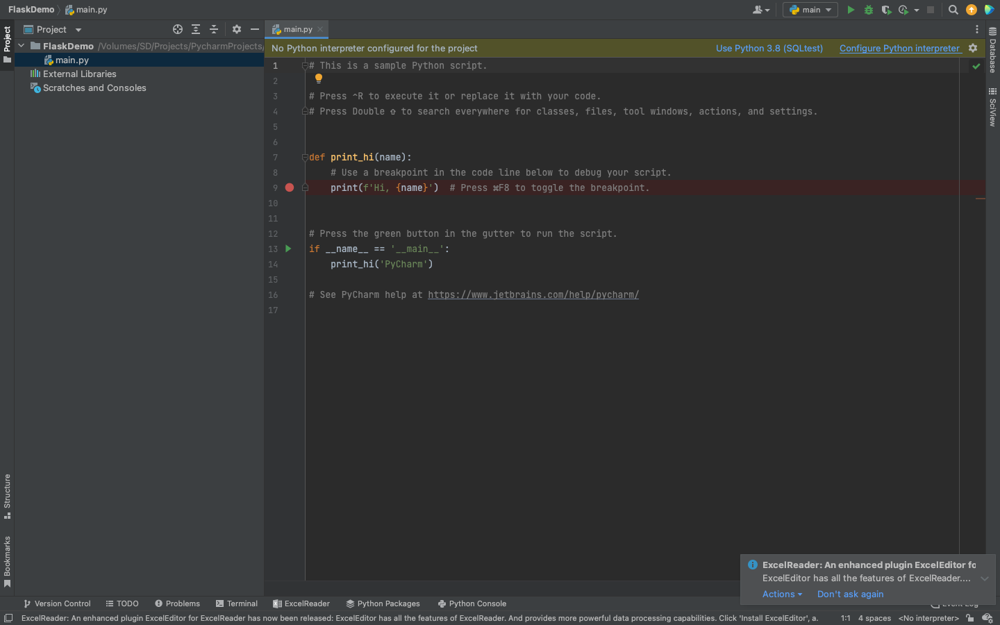 FlaskDemo main.py
main
Project
Project
main.py
FlaskDemo /Volumes/SD/Projects/PycharmProjects/
main.py
External Libraries
Scratches and Consoles
No Python interpreter configured for the project
Use Python 3.8 (SQLtest)
Configure Python interpreter
1 # This is a sample Python script.
2
3 # Press ⌃R to execute it or replace it with your code.
4 # Press Double ⇧ to search everywhere for classes, files, tool windows, actions, and settings.
5
6
7 def print_hi(name):
8 # Use a breakpoint in the code line below to debug your script.
9 print(f'Hi, {name}')  # Press ⌘F8 to toggle the breakpoint.
10
11
12 # Press the green button in the gutter to run the script.
13 if __name__ == '__main__':
14 print_hi('PyCharm')
15
16 # See PyCharm help at https://www.jetbrains.com/help/pycharm/
17
Database
SciView
Structure
Bookmarks
ExcelReader: An enhanced plugin ExcelEditor fo
ExcelEditor has all the features of ExcelReader....
Actions
Don't ask again
Version Control
TODO
Problems
Terminal
ExcelReader
Python Packages
Python Console
Event Log
ExcelReader: An enhanced plugin ExcelEditor for ExcelReader has now been released: ExcelEditor has all the features of ExcelReader. And provides more powerful data processing capabilities. Click 'Install ExcelEditor', a.
1:1 4 spaces <No interpreter>